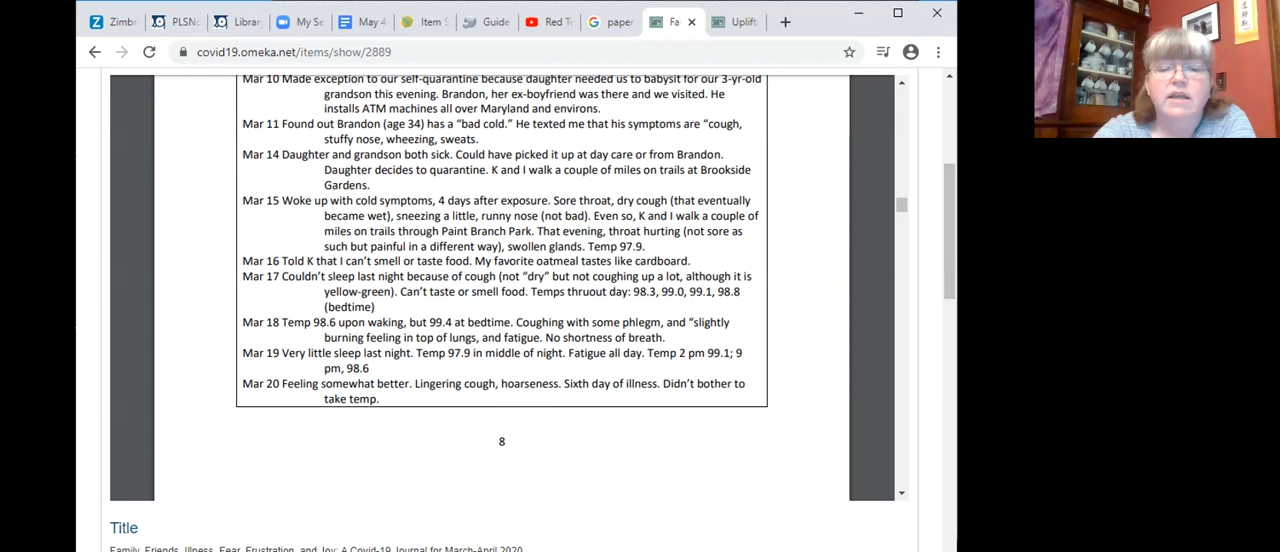 Zimbr
PLSNo
Library
My Se
May 4
Item S
Guide
Red To
paper
Fa
Uplift
covid19.omeka.net/items/show/2889
Mar 10 Made exception to our self-quarantine because daughter needed us to babysit for our 3-yr-old
grandson this evening. Brandon, her ex-boyfriend was there and we visited. He
installs ATM machines all over Maryland and environs.
Mar 11 Found out Brandon (age 34) has a “bad cold.” He texted me that his symptoms are “cough,
stuffy nose, wheezing, sweats.
Mar 14 Daughter and grandson both sick. Could have picked it up at day care or from Brandon.
Daughter decides to quarantine. K and I walk a couple of miles on trails at Brookside
Gardens.
Mar 15 Woke up with cold symptoms, 4 days after exposure. Sore throat, dry cough (that eventually
became wet), sneezing a little, runny nose (not bad). Even so, K and I walk a couple of
miles on trails through Paint Branch Park. That evening, throat hurting (not sore as
such but painful in a different way), swollen glands. Temp 97.9.
Mar 16 Told K that I can’t smell or taste food. My favorite oatmeal tastes like cardboard.
Mar 17 Couldn’t sleep last night because of cough (not “dry” but not coughing up a lot, although it is
yellow-green). Can’t taste or smell food. Temps thruout day: 98.3, 99.0, 99.1, 98.8
(bedtime)
Mar 18 Temp 98.6 upon waking, but 99.4 at bedtime. Coughing with some phlegm, and “slightly
burning feeling in top of lungs, and fatigue. No shortness of breath.
Mar 19 Very little sleep last night. Temp 97.9 in middle of night. Fatigue all day. Temp 2 pm 99.1; 9
pm, 98.6
Mar 20 Feeling somewhat better. Lingering cough, hoarseness. Sixth day of illness. Didn’t bother to
take temp.
8
Title
Family, Friends, Illness, Fear, Frustration, and Joy: A Covid-19 Journal for March-April 2020